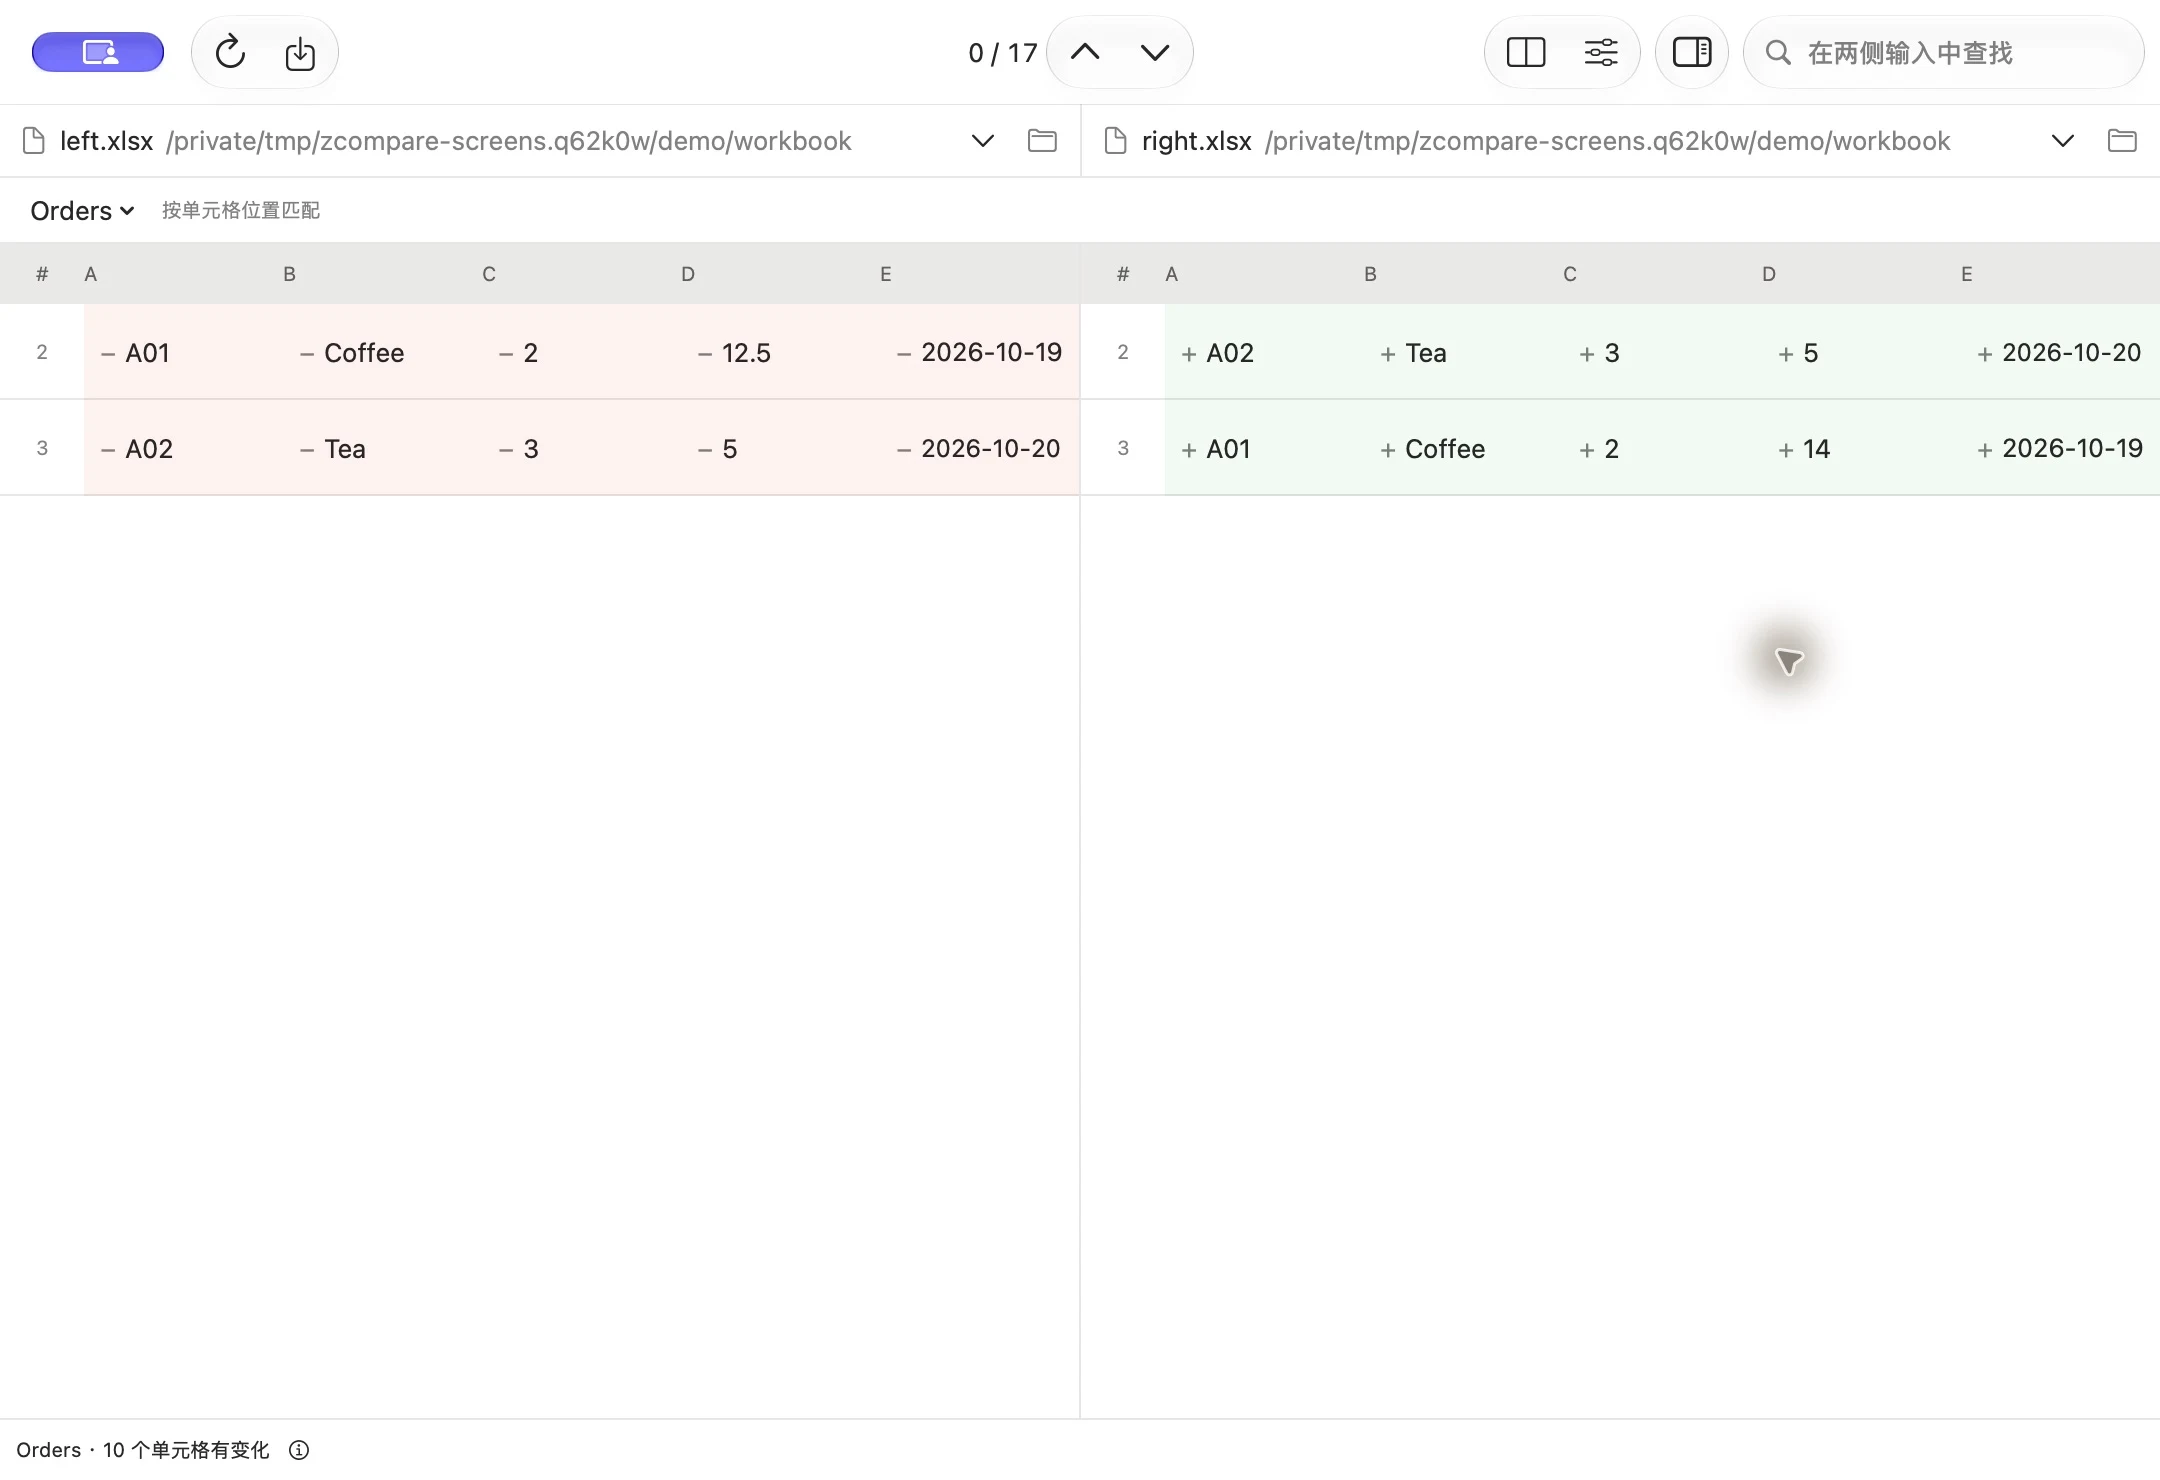 0 / 17
在两侧输入中查找
left.xlsx /private/tmp/zcompare-screens.q62k0w/demo/workbook
right.xlsx /private/tmp/zcompare-screens.q62k0w/demo/workbook
Orders 按单元格位置匹配
# A B C D E # A B C D E
2 – A01 – Coffee – 2 – 12.5 – 2026-10-19 2 + A02 + Tea + 3 + 5 + 2026-10-20
3 – A02 – Tea – 3 – 5 – 2026-10-20 3 + A01 + Coffee + 2 + 14 + 2026-10-19
Orders · 10 个单元格有变化